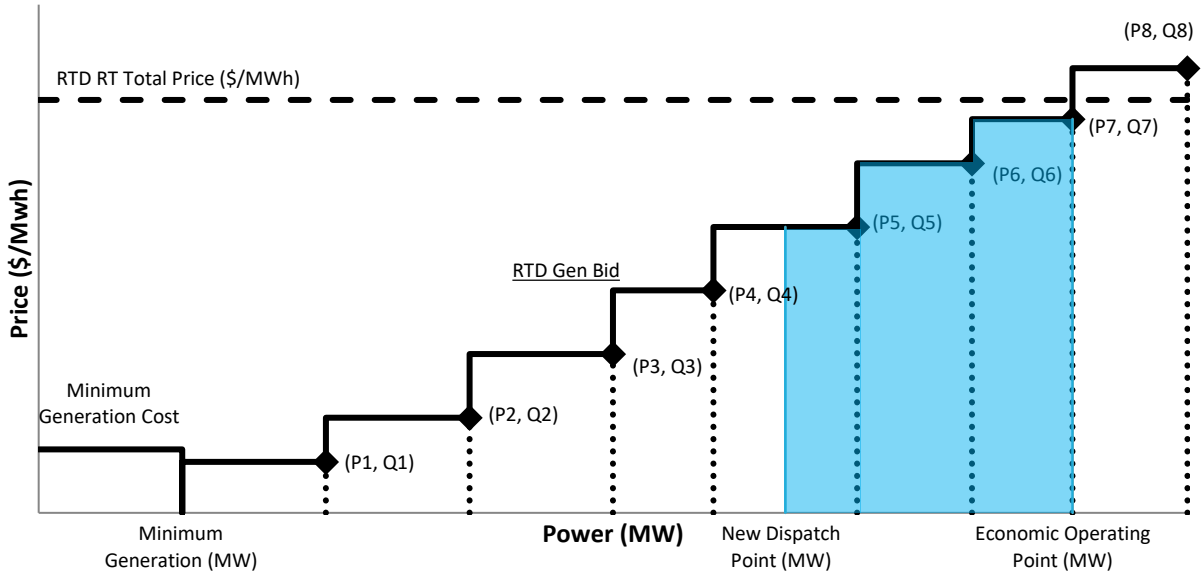 (P8, Q8)
RTD RT Total Price ($/MWh)
(P7, Q7)
(P6, Q6)
(P5, Q5)
RTD Gen Bid
(P4, Q4)
(P3, Q3)
Minimum
Generation Cost
(P2, Q2)
(P1, Q1)
Price ($/Mwh)
Minimum
Generation (MW)
Power (MW)
New Dispatch
Point (MW)
Economic Operating
Point (MW)